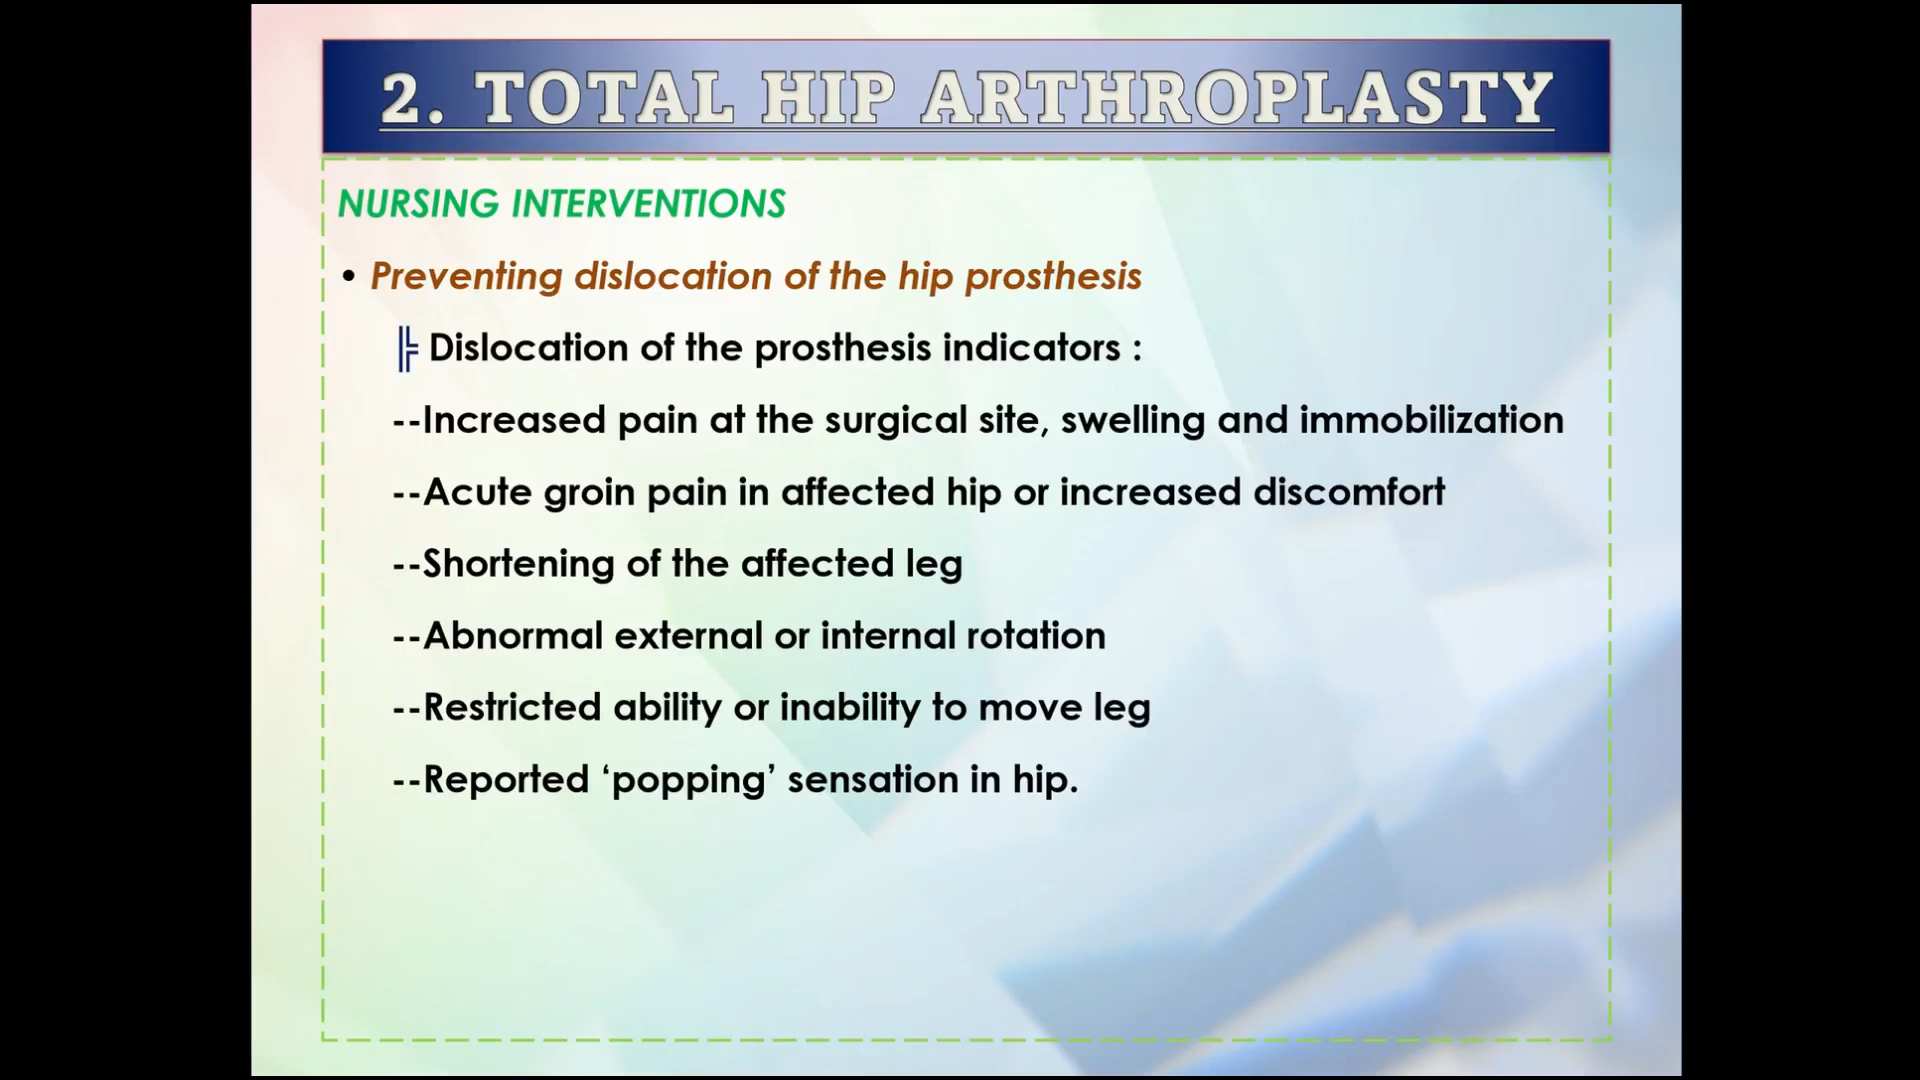 2. TOTAL HIP ARTHROPLASTY
NURSING INTERVENTIONS
• Preventing dislocation of the hip prosthesis
╠ Dislocation of the prosthesis indicators :
--Increased pain at the surgical site, swelling and immobilization
--Acute groin pain in affected hip or increased discomfort
--Shortening of the affected leg
--Abnormal external or internal rotation
--Restricted ability or inability to move leg
--Reported ‘popping’ sensation in hip.